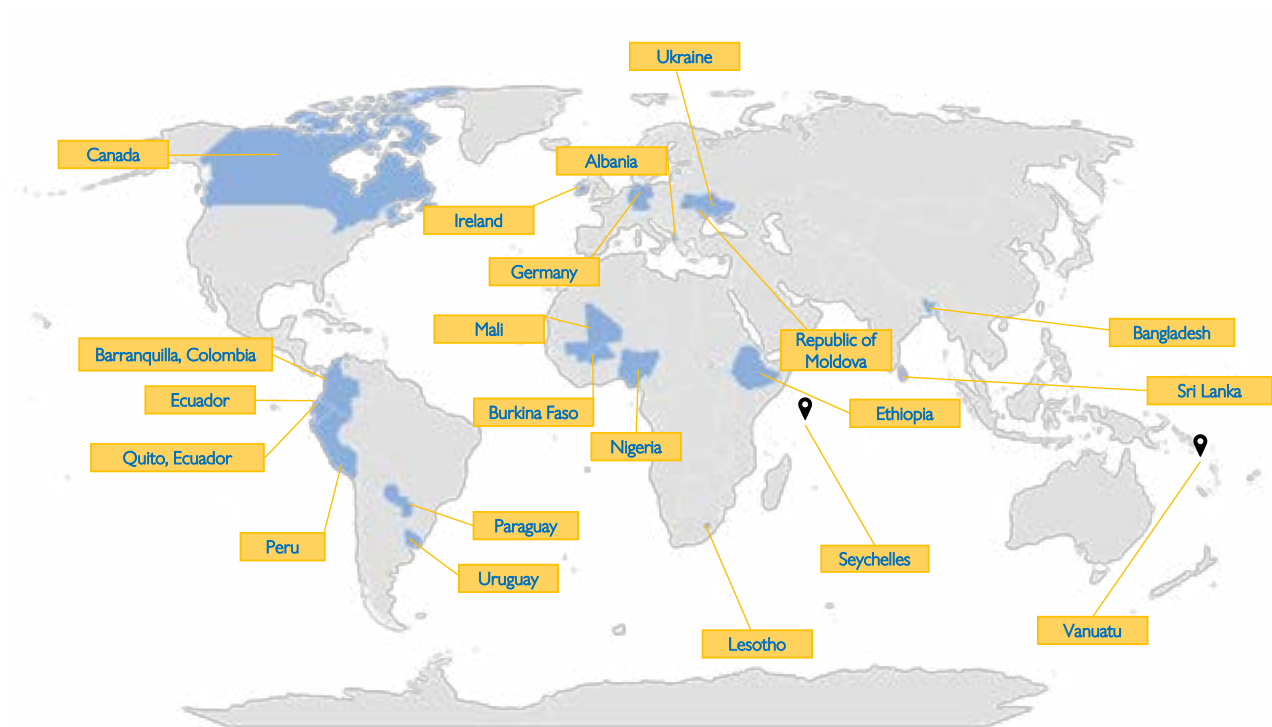 Ukraine
Canada
Albania
Ireland
Germany
Mali
Barranquilla, Colombia
Republic of
Moldova
Bangladesh
Ecuador
Burkina Faso
Ethiopia
Sri Lanka
Quito, Ecuador
Nigeria
Paraguay
Peru
Seychelles
Uruguay
Lesotho
Vanuatu